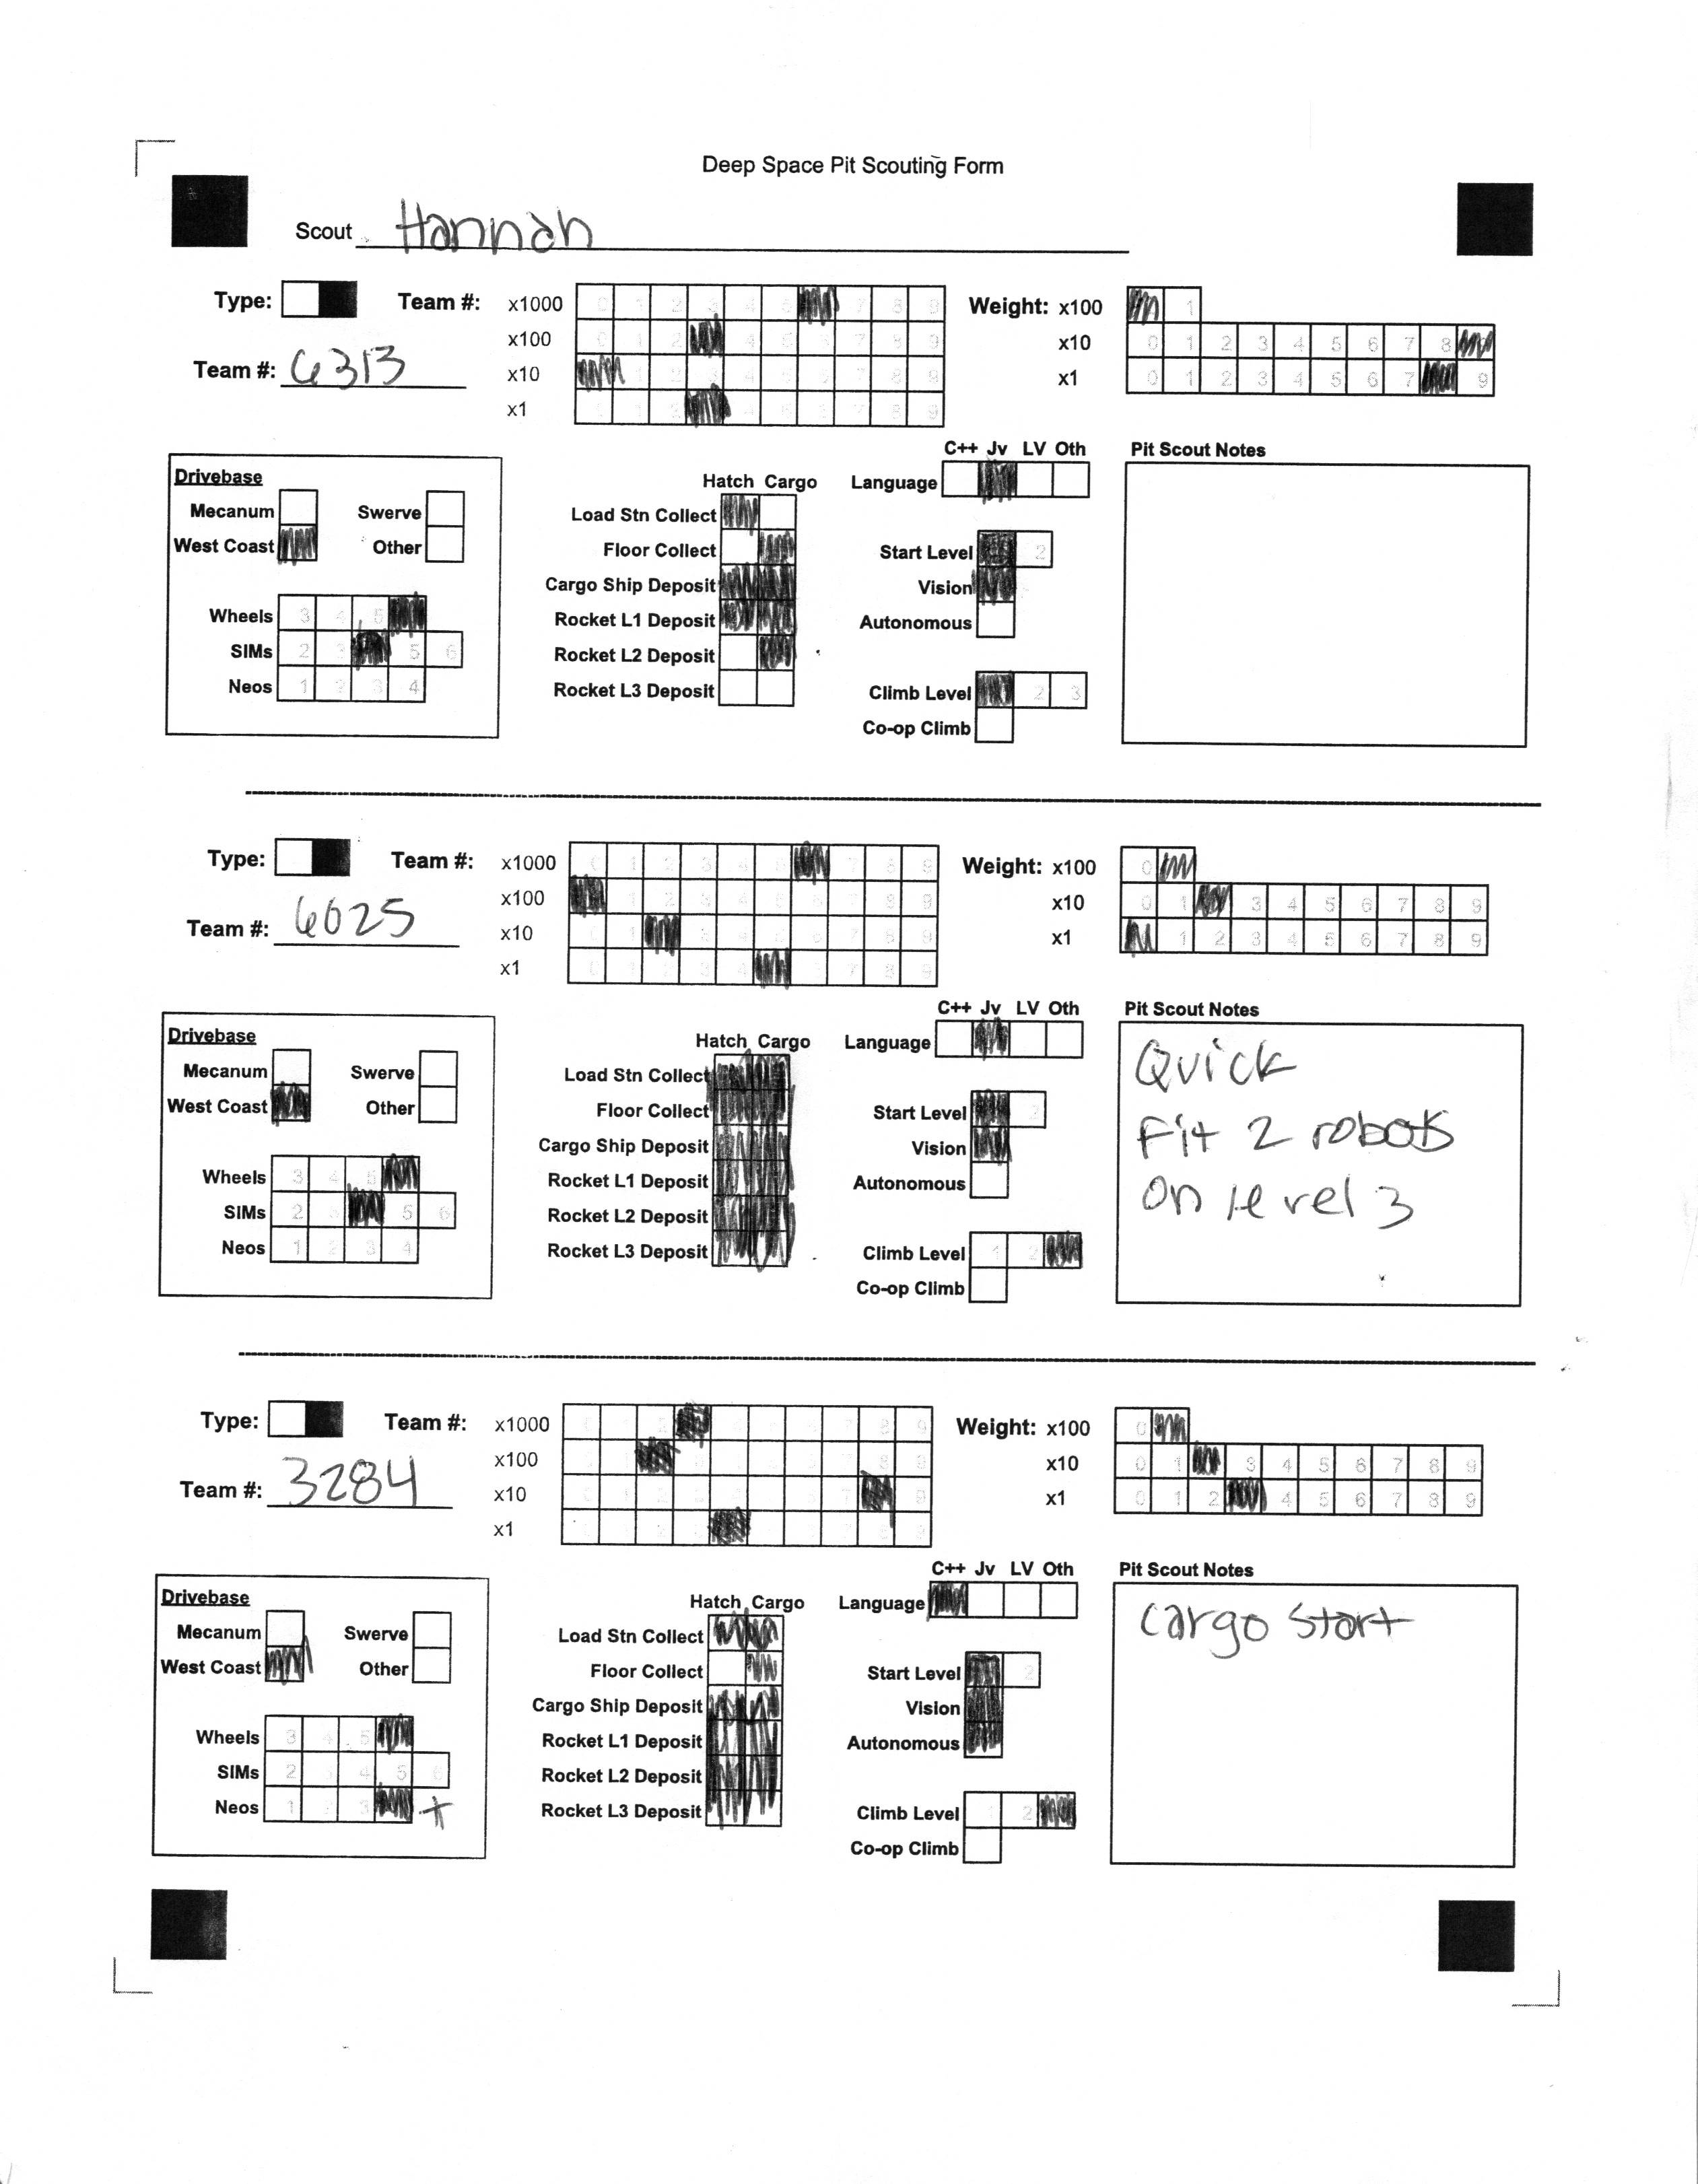 Deep Space Pit Scouting Form
Scout Hannah
Type: Team #: x1000 0 1 2 3 4 5 7 8 9 Weight: x100 1
x100 0 1 2 4 5 6 7 8 9 x10 0 1 2 3 4 5 6 7 8
Team #: 6313 x10 2 3 4 5 6 7 8 9 x1 0 1 2 3 4 5 6 7 9
x1 0 1 2 4 5 6 7 8 9
C++ Jv LV Oth Pit Scout Notes
Drivebase Hatch Cargo Language
Mecanum Swerve Load Stn Collect
West Coast Other Floor Collect Start Level 2
Cargo Ship Deposit Vision
Wheels 3 4 5 Rocket L1 Deposit Autonomous
SIMs 2 3 5 6 Rocket L2 Deposit
Neos 1 2 3 4 Rocket L3 Deposit Climb Level 2 3
Co-op Climb
Type: Team #: x1000 0 1 2 3 4 5 7 8 9 Weight: x100 0
x100 1 2 3 4 5 6 7 8 9 x10 0 1 3 4 5 6 7 8 9
Team #: 6025 x10 0 1 3 4 5 6 7 8 9 x1 1 2 3 4 5 6 7 8 9
x1 0 1 2 3 4 6 7 8 9
C++ Jv LV Oth Pit Scout Notes
Drivebase Hatch Cargo Language Quick
Mecanum Swerve Load Stn Collect
West Coast Other Floor Collect Start Level 2 Fit 2 robots
Cargo Ship Deposit Vision
Wheels 3 4 5 Rocket L1 Deposit Autonomous On level 3
SIMs 2 3 5 6 Rocket L2 Deposit
Neos 1 2 3 4 Rocket L3 Deposit Climb Level 1 2
Co-op Climb
Type: Team #: x1000 0 1 2 4 5 6 7 8 9 Weight: x100 0
x100 0 1 3 4 5 6 7 8 9 x10 0 1 3 4 5 6 7 8 9
Team #: 3284 x10 0 1 2 3 4 5 6 7 9 x1 0 1 2 4 5 6 7 8 9
x1 0 1 2 3 5 6 7 8 9
C++ Jv LV Oth Pit Scout Notes
Drivebase Hatch Cargo Language Cargo Start
Mecanum Swerve Load Stn Collect
West Coast Other Floor Collect Start Level 2
Cargo Ship Deposit Vision
Wheels 3 4 5 Rocket L1 Deposit Autonomous
SIMs 2 3 4 5 6 Rocket L2 Deposit
Neos 1 2 3 + Rocket L3 Deposit Climb Level 1 2
Co-op Climb